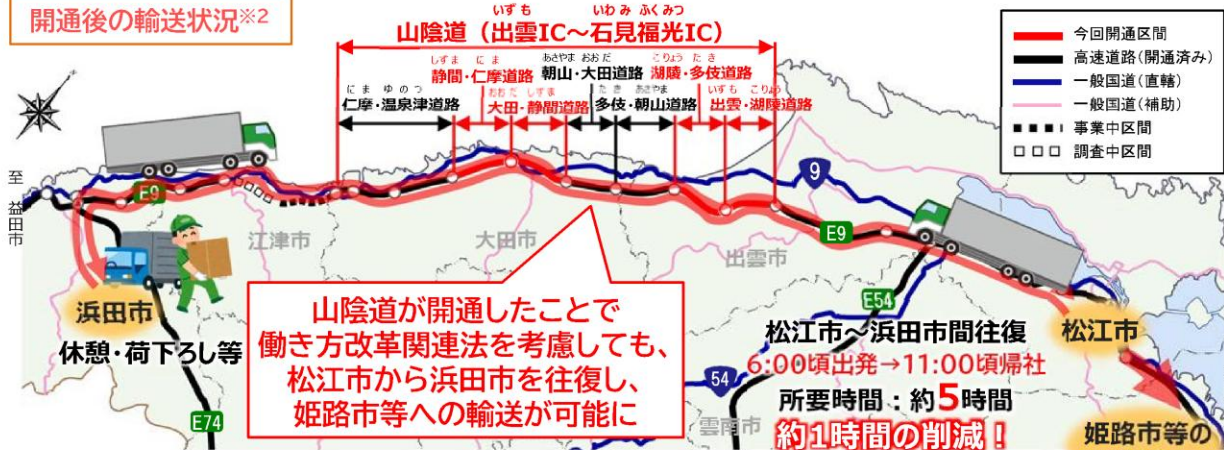 開通後の輸送状況※2
いずも いわみ ふくみつ
山陰道（出雲IC～石見福光IC）
しずま にま
静間・仁摩道路
あさやま おおだ
朝山・大田道路
こりょう たき
湖陵・多伎道路
にま ゆのつ
仁摩・温泉津道路
おおだ しずま
大田・静間道路
たき あさやま
多伎・朝山道路
いずも こりょう
出雲・湖陵道路
今回開通区間
高速道路（開通済み）
一般国道（直轄）
一般国道（補助）
事業中区間
調査中区間
至 益田市
E9
江津市
大田市
出雲市
9
E9
E54
浜田市
休憩・荷下ろし等
E74
山陰道が開通したことで
働き方改革関連法を考慮しても、
松江市から浜田市を往復し、
姫路市等への輸送が可能に
54
雲南市
松江市～浜田市間往復
6:00頃出発→11:00頃帰社
所要時間：約5時間
約1時間の削減！
松江市
姫路市等の